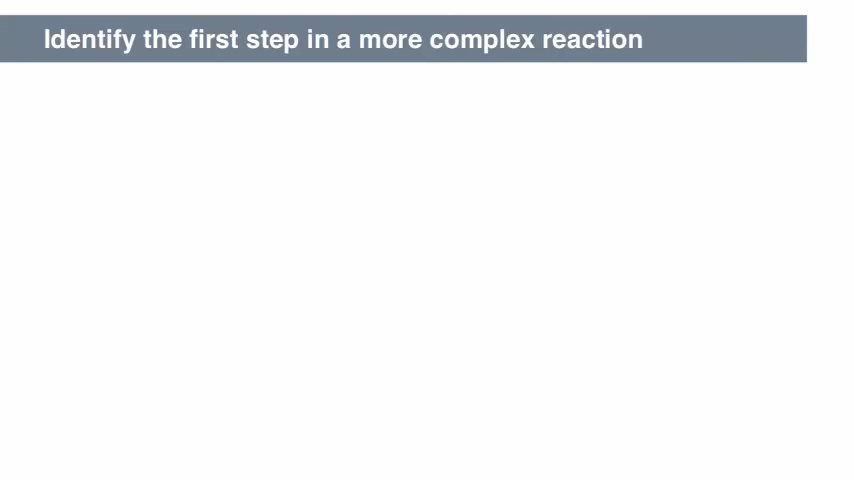 Identify the first step in a more complex reaction